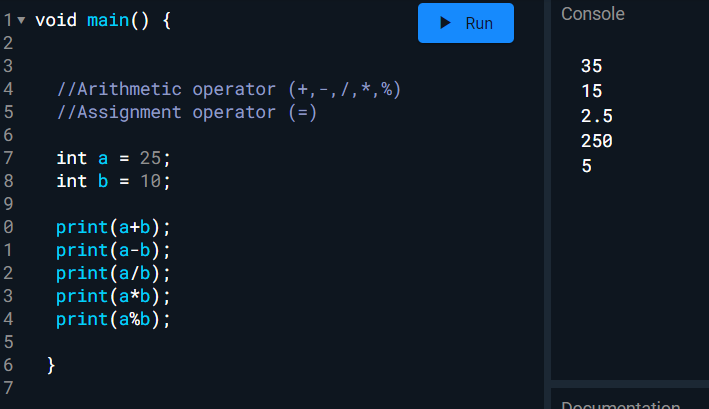 1 void main() {
2
3
4 //Arithmetic operator (+,-,/,*,%)
5 //Assignment operator (=)
6
7 int a = 25;
8 int b = 10;
9
0 print(a+b);
1 print(a-b);
2 print(a/b);
3 print(a*b);
4 print(a%b);
5
6 }
7
Run
Console
35
15
2.5
250
5
Documentation